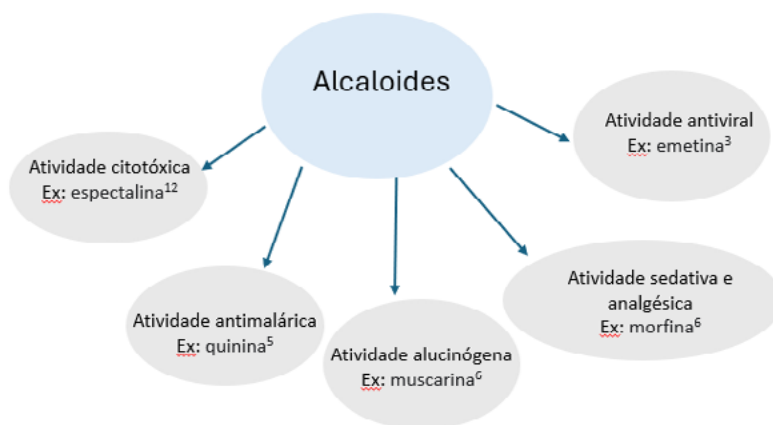 Alcaloides
Atividade antiviral
Ex: emetina³
Atividade citotóxica
Ex: espectalina¹²
Atividade sedativa e
analgésica
Ex: morfina⁶
Atividade antimalárica
Ex: quinina⁵
Atividade alucinógena
Ex: muscarina⁶